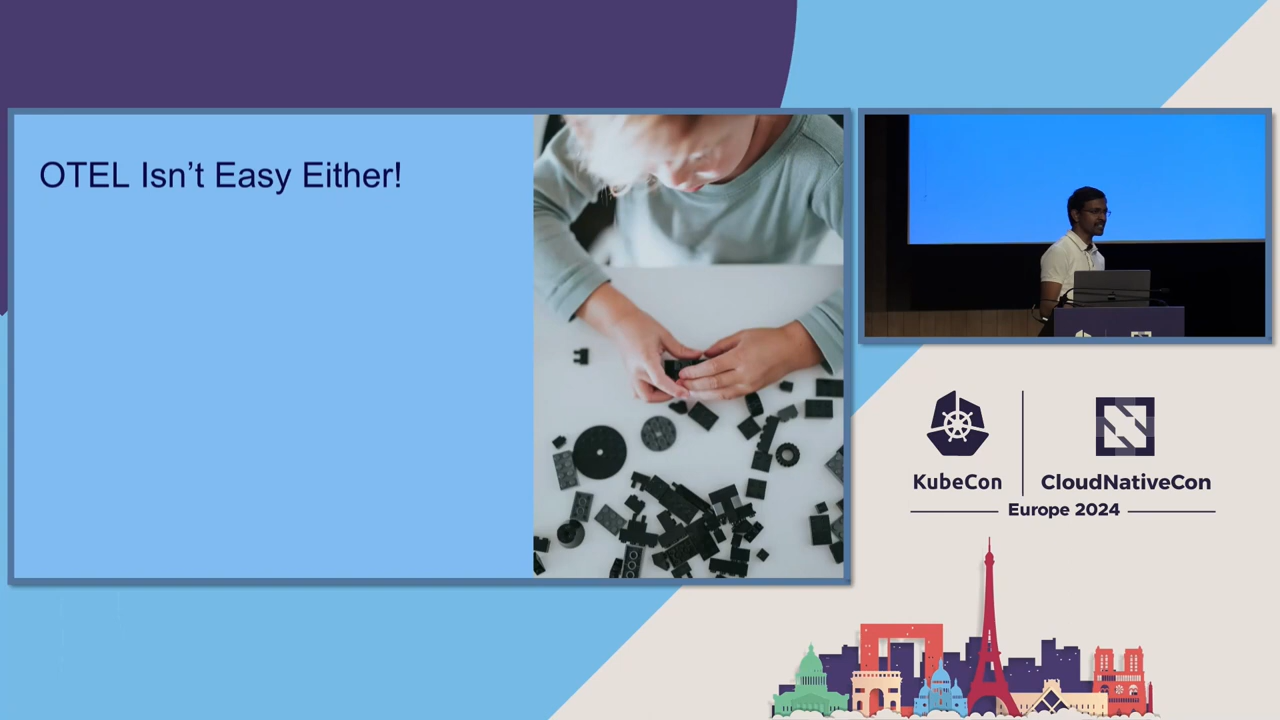 OTEL Isn’t Easy Either!
KubeCon
CloudNativeCon
Europe 2024